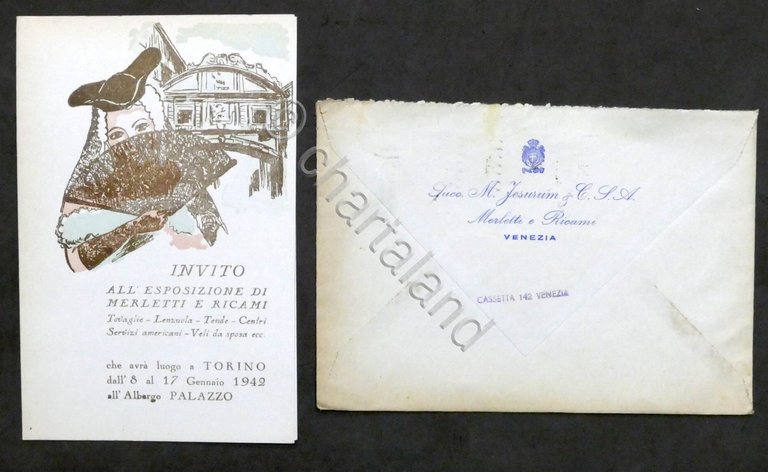 INVITO
ALL' ESPOSIZIONE DI
MERLETTI E RICAMI
Tovaglie - Lenzuola - Tende - Centri
Servizi americani - Veli da sposa ecc.
che avrà luogo a TORINO
dall' 8 al 17 Gennaio 1942
all' Albergo PALAZZO
Succ. M. Jesurum & C. S. A.
Merletti e Ricami
VENEZIA
CASSETTA 142 VENEZIA
© chartaland